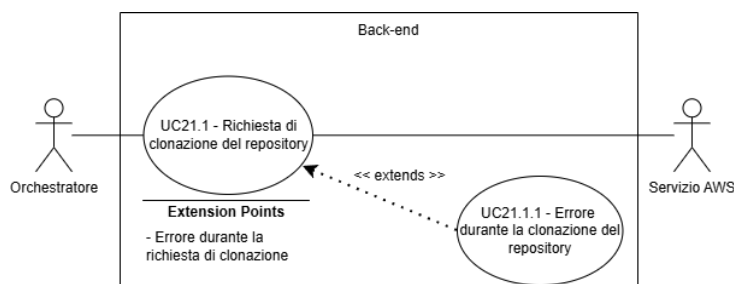 Back-end
UC21.1 - Richiesta di
clonazione del repository
<< extends >>
Orchestratore
Servizio AWS
Extension Points
- Errore durante la
richiesta di clonazione
UC21.1.1 - Errore
durante la clonazione del
repository